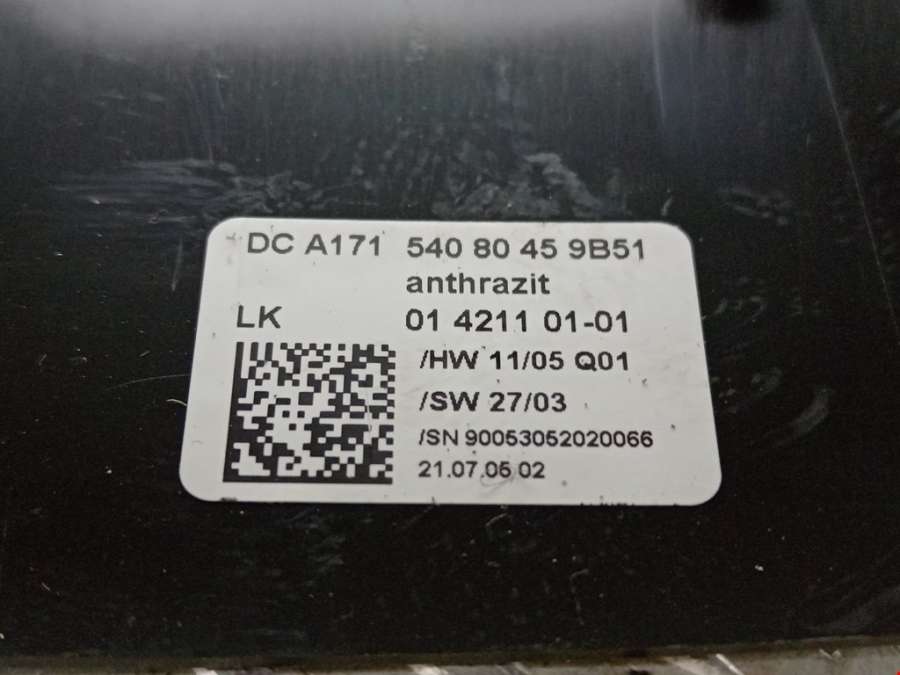 DC A171 540 80 45 9B51
anthrazit
LK 01 4211 01-01
/HW 11/05 Q01
/SW 27/03
/SN 90053052020066
21.07.05 02